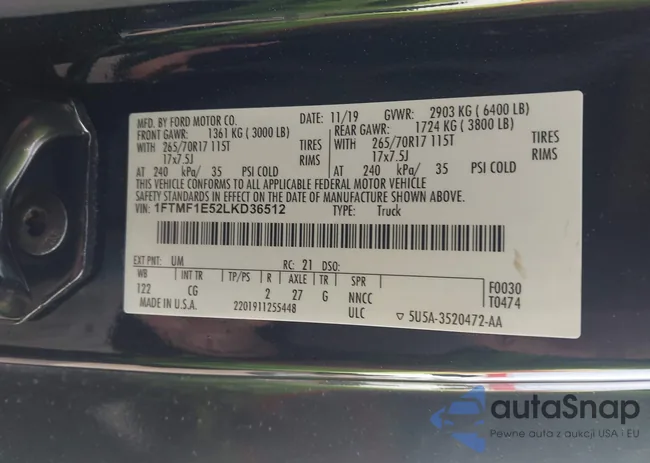 MFD. BY FORD MOTOR CO. DATE: 11/19 GVWR: 2903 KG ( 6400 LB)
FRONT GAWR: 1361 KG ( 3000 LB) REAR GAWR: 1724 KG ( 3800 LB)
WITH 265/70R17 115T TIRES WITH 265/70R17 115T TIRES
17x7.5J RIMS 17x7.5J RIMS
AT 240 kPa/ 35 PSI COLD AT 240 kPa/ 35 PSI COLD
THIS VEHICLE CONFORMS TO ALL APPLICABLE FEDERAL MOTOR VEHICLE
SAFETY STANDARDS IN EFFECT ON THE DATE OF MANUFACTURE SHOWN ABOVE.
VIN: 1FTMF1E52LKD36512 TYPE: Truck
EXT PNT: UM RC: 21 DSO:
WB INT TR TP/PS R AXLE TR SPR F0030
122 CG 2 27 G NNCC T0474
MADE IN U.S.A. 2201911255448 ULC ▽ 5U5A-3520472-AA
autaSnap
Pewne auto z aukcji USA i EU